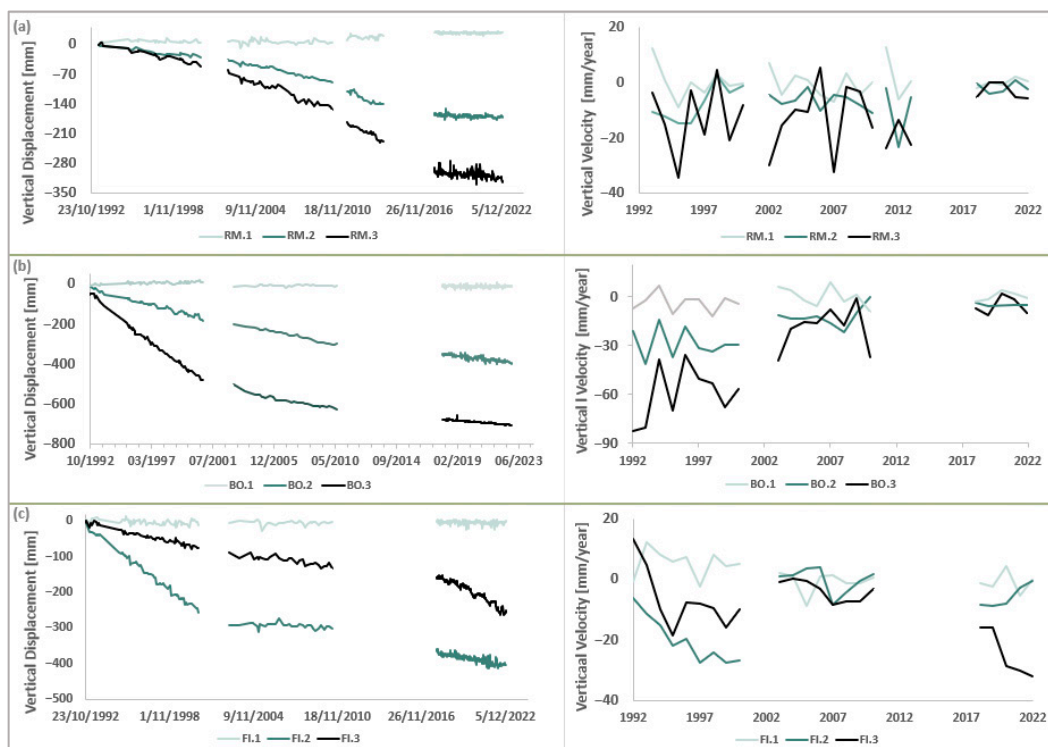 (a)
Vertical Displacement [mm]
0
−70
−140
−210
−280
−350
23/10/1992 1/11/1998 9/11/2004 18/11/2010 26/11/2016 5/12/2022
RM.1 RM.2 RM.3
Vertical Velocity [mm/year]
20
0
−20
−40
1992 1997 2002 2007 2012 2017 2022
RM.1 RM.2 RM.3
(b)
Vertical Displacement [mm]
0
−200
−400
−600
−800
10/1992 03/1997 07/2001 12/2005 05/2010 09/2014 02/2019 06/2023
BO.1 BO.2 BO.3
Vertical l Velocity [mm/year]
0
−30
−60
−90
1992 1997 2002 2007 2012 2017 2022
BO.1 BO.2 BO.3
(c)
Vertical Displacement [mm]
0
−100
−200
−300
−400
−500
23/10/1992 1/11/1998 9/11/2004 18/11/2010 26/11/2016 5/12/2022
FI.1 FI.2 FI.3
Verticaal Velocity [mm/year]
20
0
−20
−40
1992 1997 2002 2007 2012 2017 2022
FI.1 FI.2 FI.3